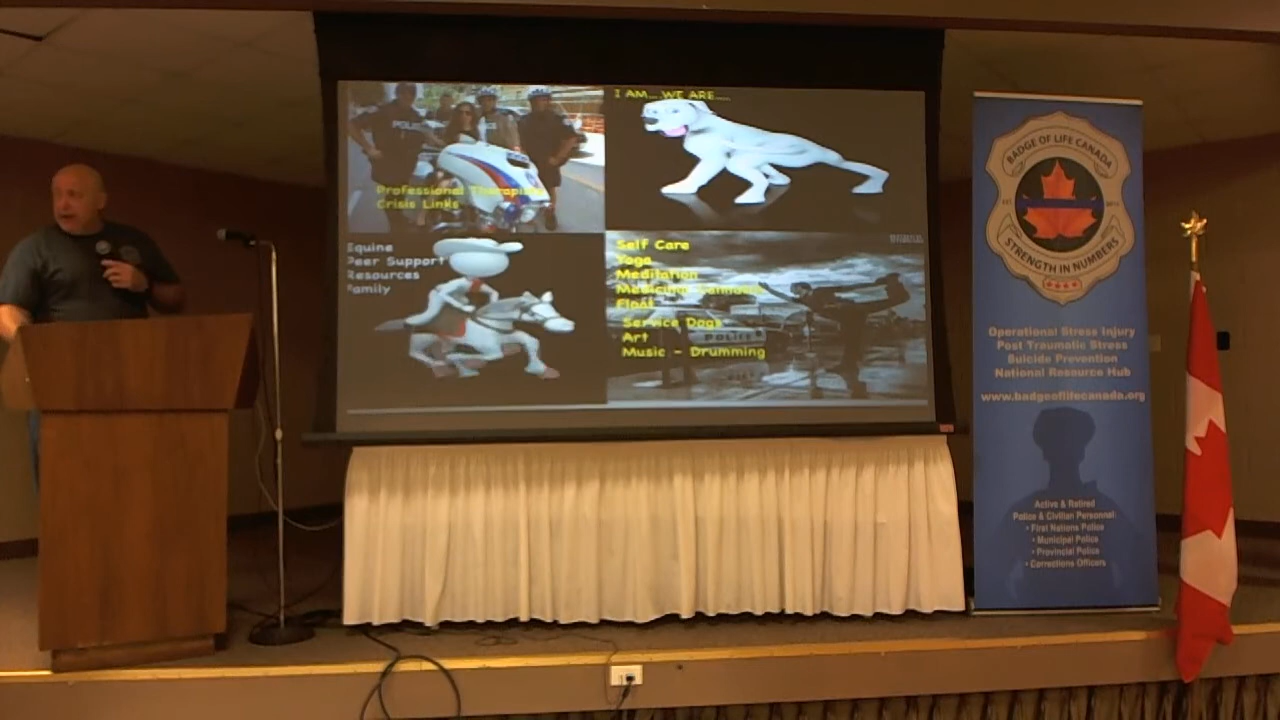 I AM...WE ARE....
POLICE
Professional Therapists
Crisis Links
Equine
Peer Support
Resources
Family
Self Care
Yoga
Meditation
Medicinal Cannabis
Float
Service Dogs
Art
Music - Drumming
POLICE
BADGE OF LIFE CANADA
STRENGTH IN NUMBERS
Operational Stress Injury
Post Traumatic Stress
Suicide Prevention
National Resource Hub
www.badgeoflifecanada.org
Active & Retired
Police & Civilian Personnel:
• First Nations Police
• Municipal Police
• Provincial Police
• Corrections Officers